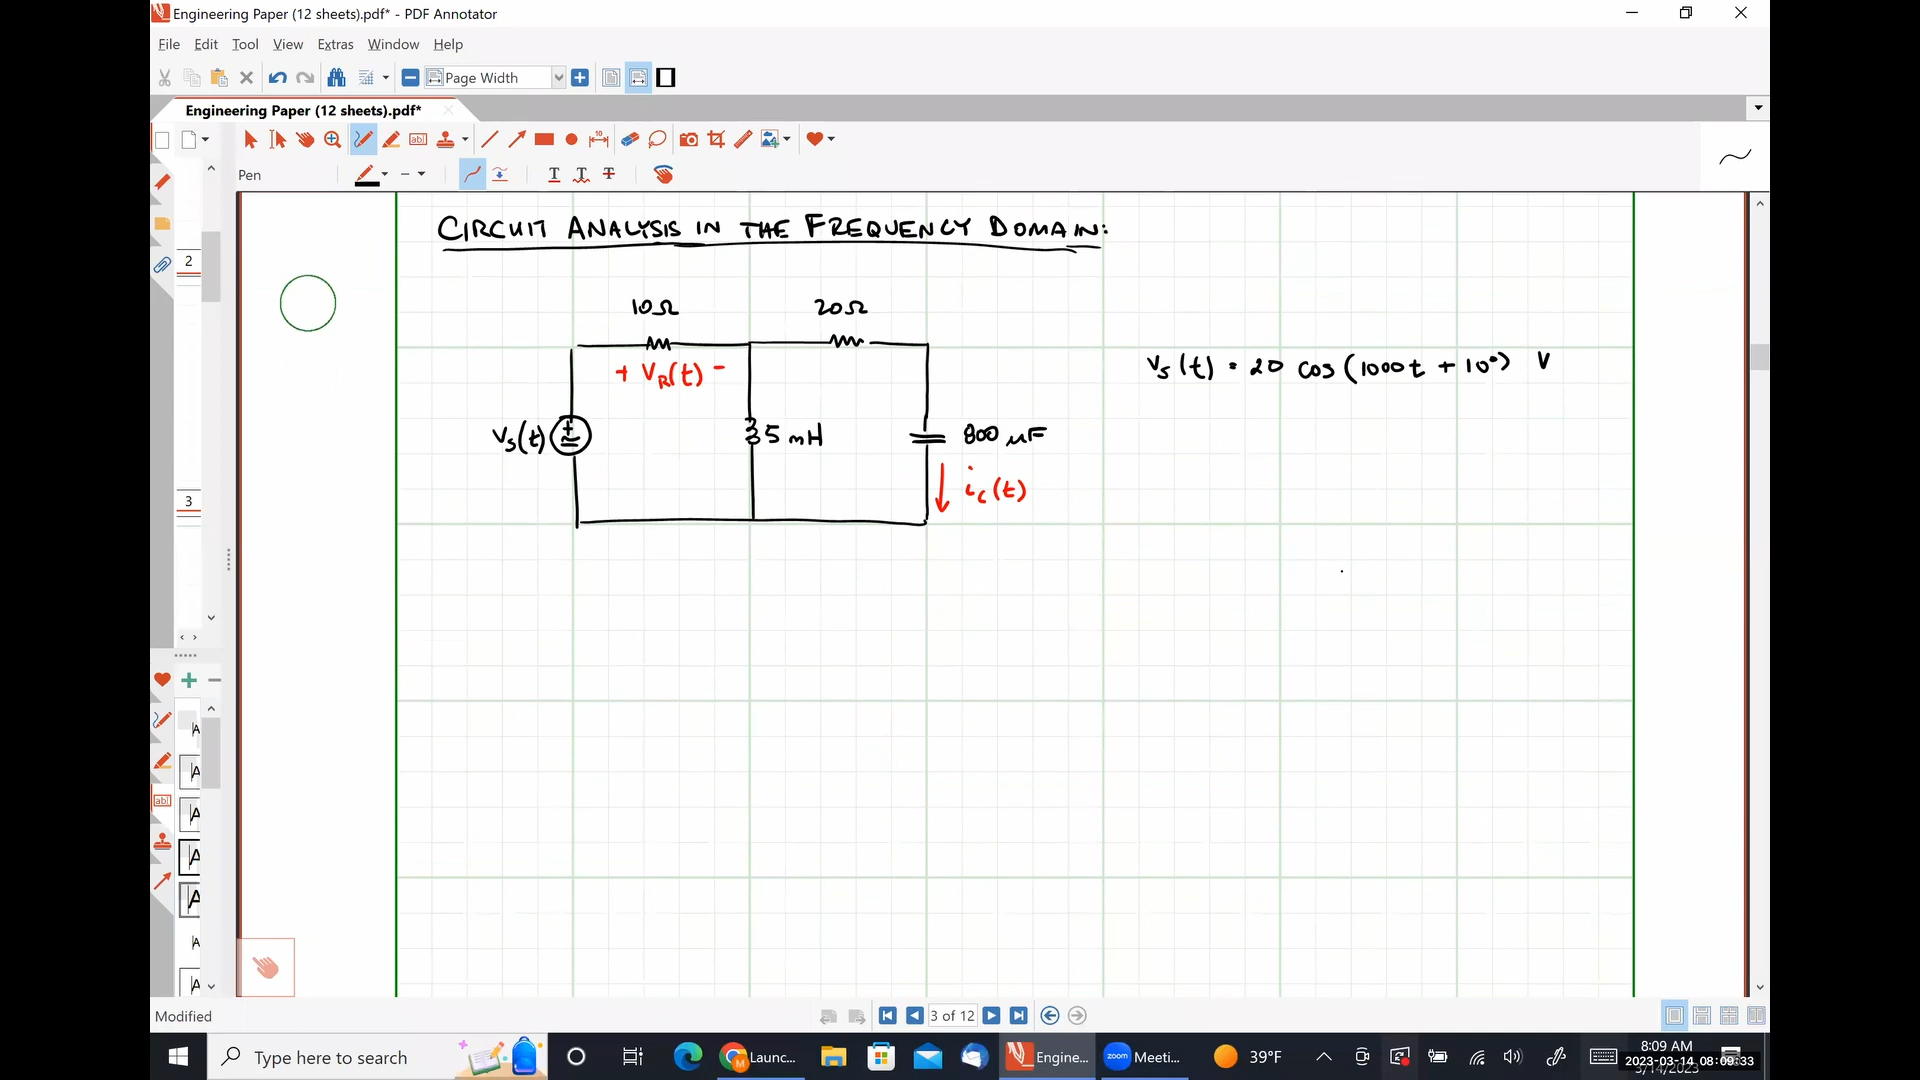 Engineering Paper (12 sheets).pdf* - PDF Annotator
File Edit Tool View Extras Window Help
Page Width
Engineering Paper (12 sheets).pdf*
Pen
CIRCUIT ANALYSIS IN THE FREQUENCY DOMAIN:
10Ω 20Ω
+ VR(t) -
vs(t) = 20 cos(1000t + 10°) V
vs(t) 5 mH 800 μF
ic(t)
2
3
A
A
A
A
A
A
A
Modified
3 of 12
Type here to search
Launc...
Engine...
zoom
Meeti...
39°F
8:09 AM
2023-03-14 08:09:33